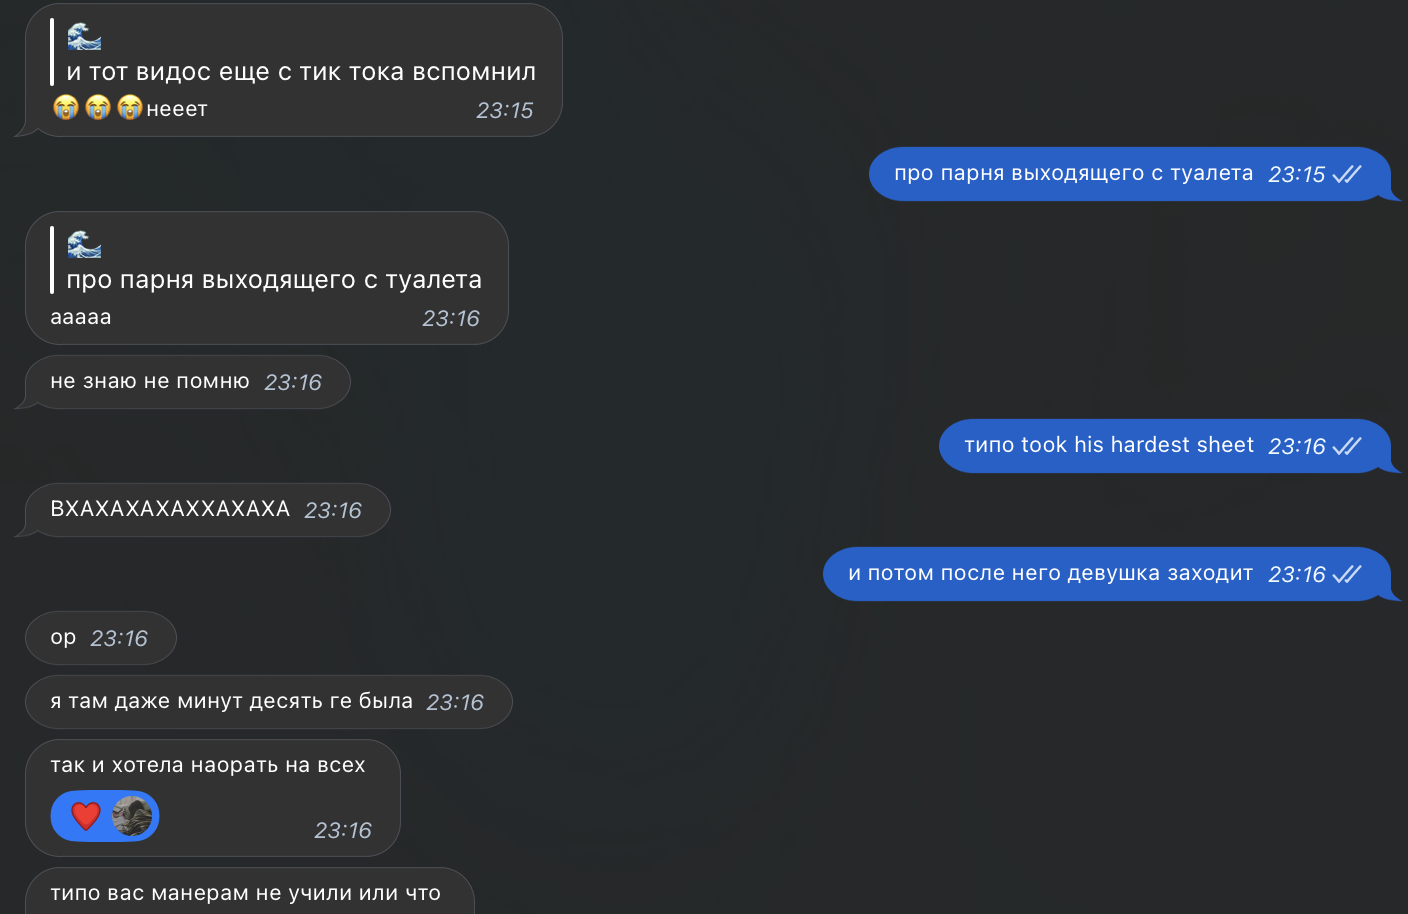 🌊
и тот видос еще с тик тока вспомнил
😭😭😭нееет 23:15
про парня выходящего с туалета 23:15
🌊
про парня выходящего с туалета
ааааа 23:16
не знаю не помню 23:16
типо took his hardest sheet 23:16
ВХАХАХАХАХХАХАХА 23:16
и потом после него девушка заходит 23:16
ор 23:16
я там даже минут десять ге была 23:16
так и хотела наорать на всех
❤️ 23:16
типо вас манерам не учили или что